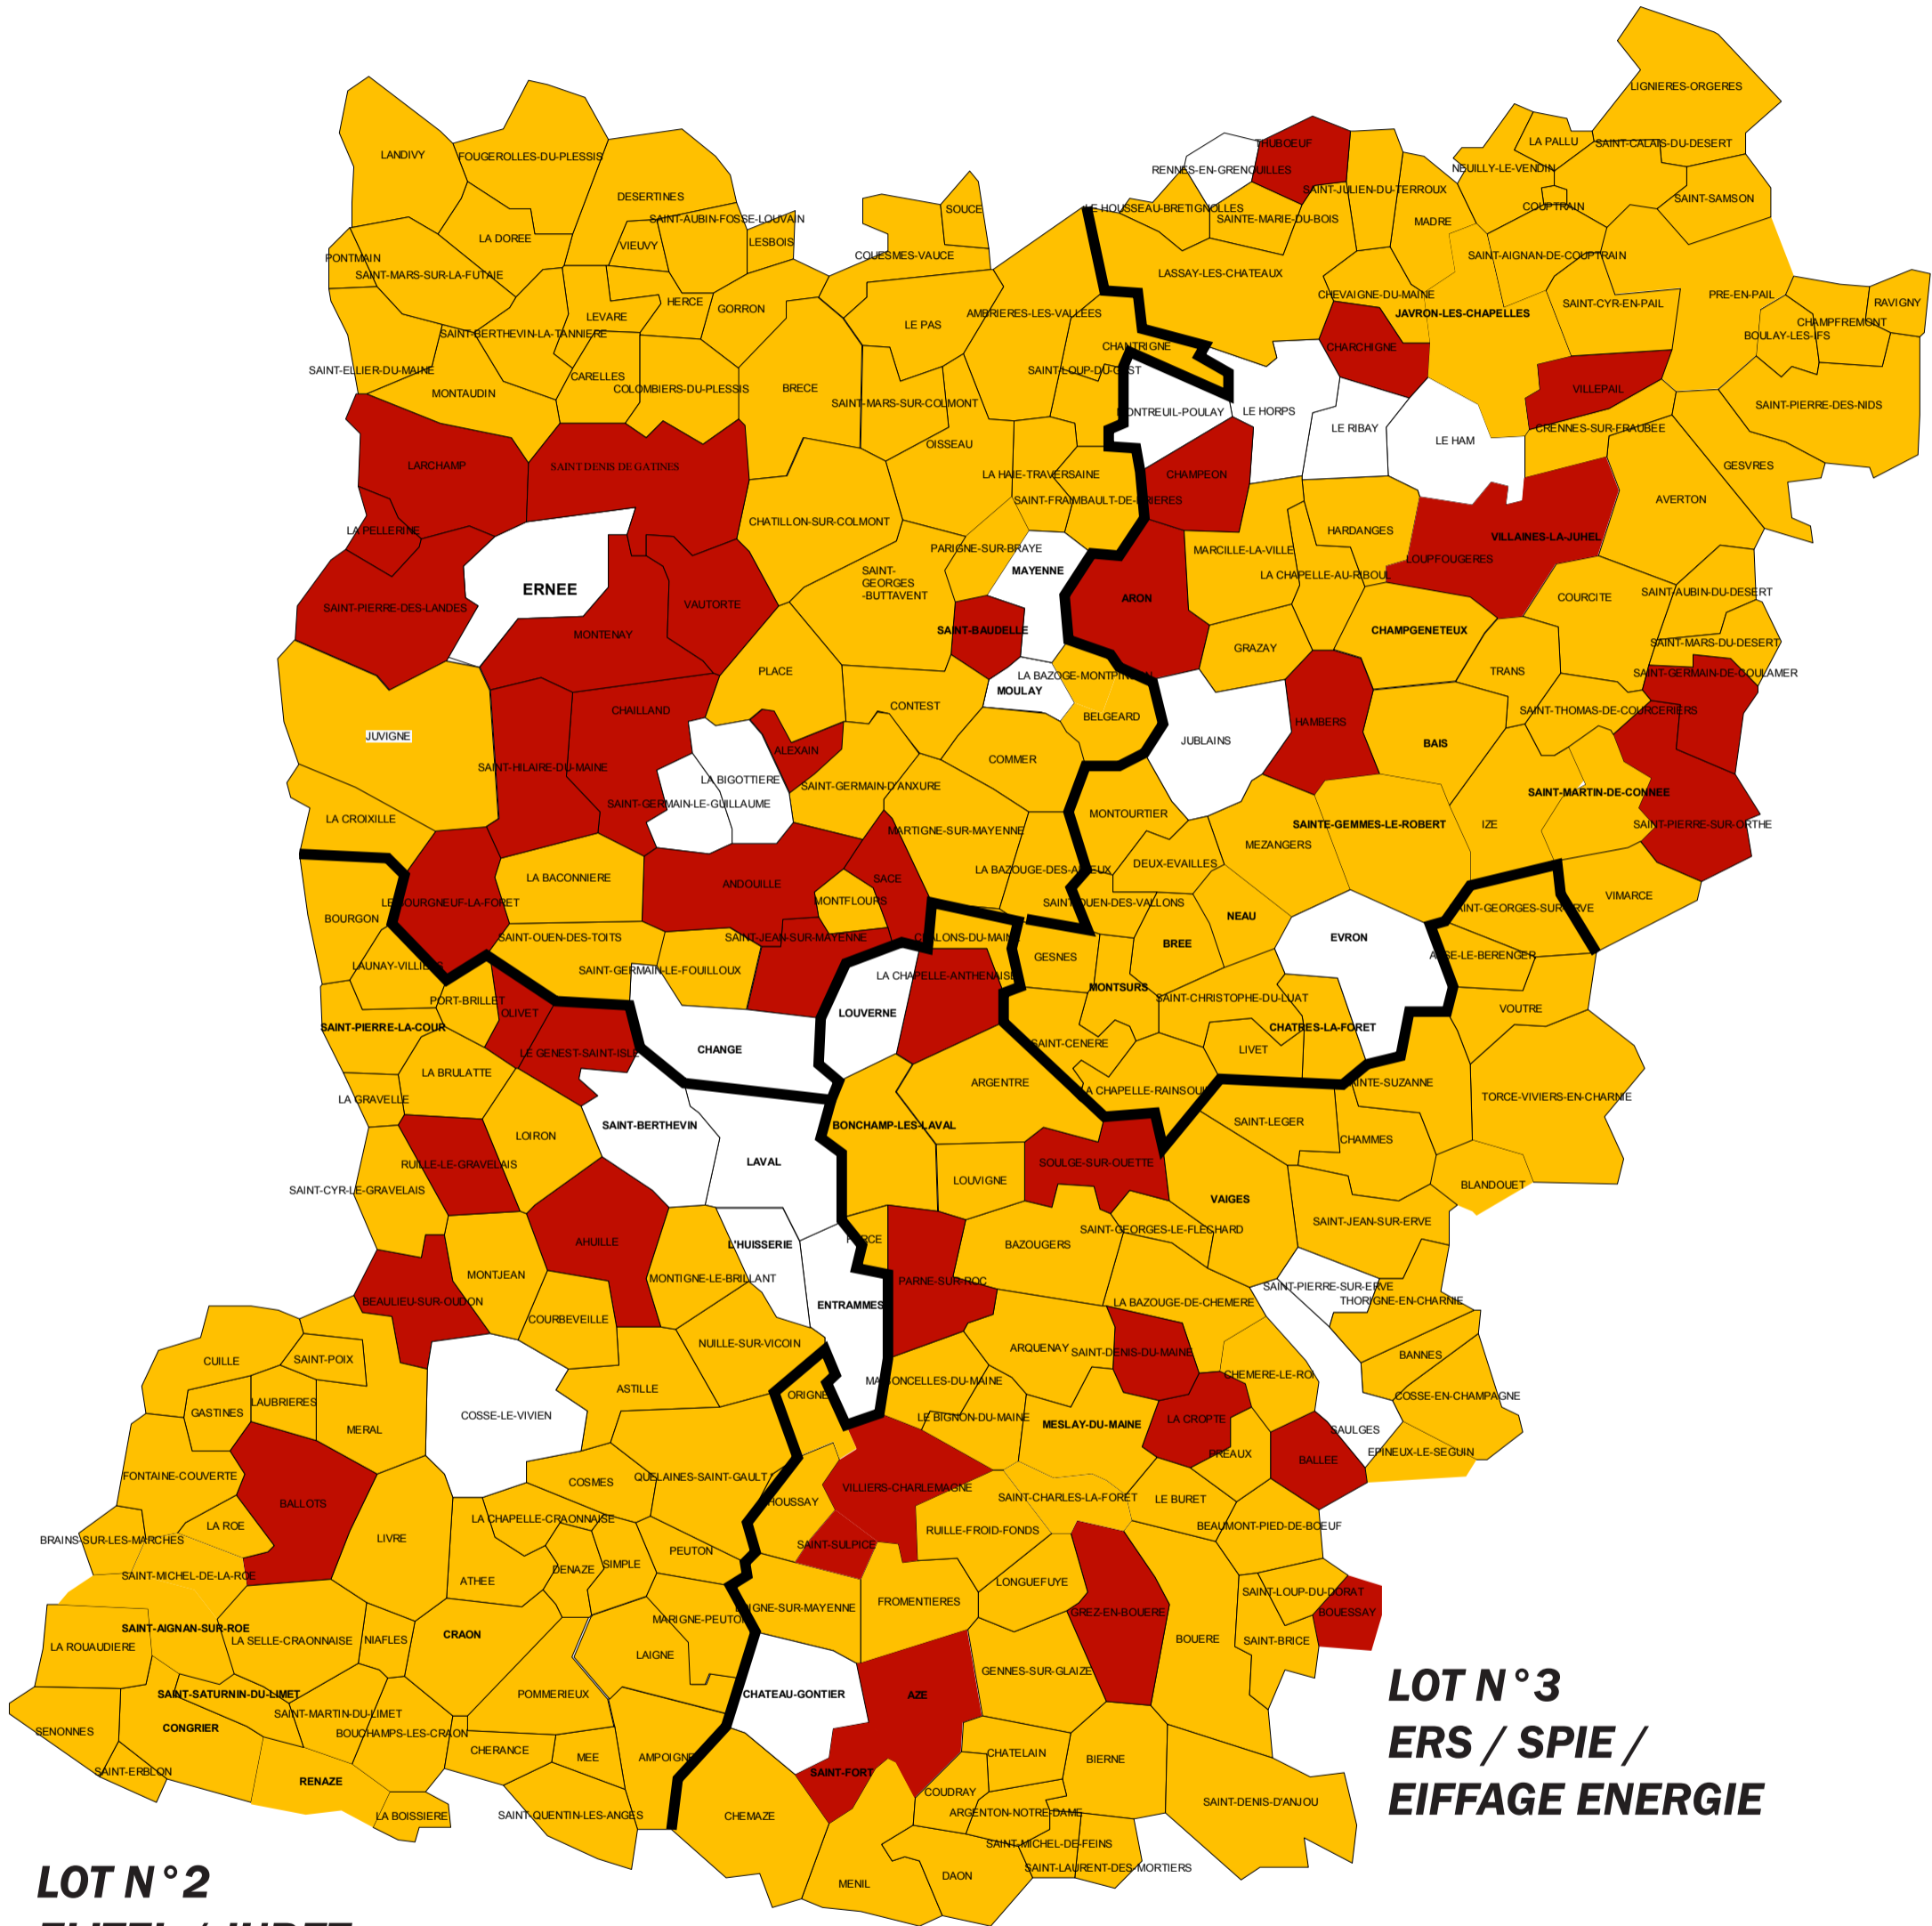 LIGNIERES-ORGERES
LANDIVY
FOUGEROLLES-DU-PLESSIS
LA PALLU
SAINT-CALAIS-DU-DESERT
NEUILLY-LE-VENDIN
THUBOEUF
RENNES-EN-GRENOUILLES
SAINT-JULIEN-DU-TERROUX
DESERTINES
SAINT-SAMSON
COUPTRAIN
SOUCE
LE HOUSSEAU-BRETIGNOLLES
SAINTE-MARIE-DU-BOIS
MADRE
SAINT-AUBIN-FOSSE-LOUVAIN
LA DOREE
VIEUVY
LESBOIS
COUESMES-VAUCE
SAINT-AIGNAN-DE-COUPTRAIN
PONTMAIN
SAINT-MARS-SUR-LA-FUTAIE
LASSAY-LES-CHATEAUX
HERCE
GORRON
CHEVAIGNE-DU-MAINE
SAINT-CYR-EN-PAIL
PRE-EN-PAIL
RAVIGNY
LEVARE
LE PAS
AMBRIERES-LES-VALLEES
JAVRON-LES-CHAPELLES
CHAMPFREMONT
SAINT-BERTHEVIN-LA-TANNIERE
BOULAY-LES-IFS
CHANTRIGNE
CHARCHIGNE
SAINT-ELLIER-DU-MAINE
CARELLES
SAINT-LOUP-DU-GAST
MONTAUDIN
COLOMBIERS-DU-PLESSIS
BRECE
VILLEPAIL
SAINT-MARS-SUR-COLMONT
SAINT-PIERRE-DES-NIDS
MONTREUIL-POULAY
LE HORPS
LE RIBAY
CRENNES-SUR-FRAUBEE
OISSEAU
LE HAM
LARCHAMP
SAINT DENIS DE GATINES
GESVRES
LA HAIE-TRAVERSAINE
CHAMPEON
SAINT-FRAIMBAULT-DE-PRIERES
AVERTON
LA PELLERINE
CHATILLON-SUR-COLMONT
HARDANGES
VILLAINES-LA-JUHEL
PARIGNE-SUR-BRAYE
MARCILLE-LA-VILLE
LOUPFOUGERES
MAYENNE
SAINT-
GEORGES
-BUTTAVENT
LA CHAPELLE-AU-RIBOUL
ERNEE
SAINT-AUBIN-DU-DESERT
COURCITE
ARON
SAINT-PIERRE-DES-LANDES
VAUTORTE
SAINT-BAUDELLE
CHAMPGENETEUX
MONTENAY
SAINT-MARS-DU-DESERT
GRAZAY
PLACE
TRANS
SAINT-GERMAIN-DE-COULAMER
LA BAZOGE-MONTPINCON
MOULAY
CONTEST
CHAILLAND
SAINT-THOMAS-DE-COURCERIERS
BELGEARD
HAMBERS
JUVIGNE
JUBLAINS
BAIS
ALEXAIN
COMMER
SAINT-HILAIRE-DU-MAINE
LA BIGOTTIERE
SAINT-GERMAIN-D'ANXURE
SAINT-MARTIN-DE-CONNEE
SAINT-GERMAIN-LE-GUILLAUME
MONTOURTIER
LA CROIXILLE
SAINTE-GEMMES-LE-ROBERT
IZE
SAINT-PIERRE-SUR-ORTHE
MARTIGNE-SUR-MAYENNE
MEZANGERS
DEUX-EVAILLES
LA BAZOUGE-DES-ALLEUX
LA BACONNIERE
SACE
ANDOUILLE
VIMARCE
LE BOURGNEUF-LA-FORET
MONTFLOURS
SAINT-OUEN-DES-VALLONS
SAINT-GEORGES-SUR-ERVE
BOURGON
NEAU
SAINT-OUEN-DES-TOITS
SAINT-JEAN-SUR-MAYENNE
CHALONS-DU-MAINE
EVRON
BREE
GESNES
ASSE-LE-BERENGER
LAUNAY-VILLIERS
SAINT-GERMAIN-LE-FOUILLOUX
LA CHAPELLE-ANTHENAISE
MONTSURS
PORT-BRILLET
SAINT-CHRISTOPHE-DU-LUAT
VOUTRE
OLIVET
LOUVERNE
SAINT-PIERRE-LA-COUR
CHATRES-LA-FORET
SAINT-CENERE
CHANGE
LIVET
LE GENEST-SAINT-ISLE
LA BRULATTE
ARGENTRE
SAINTE-SUZANNE
LA CHAPELLE-RAINSOUIN
TORCE-VIVIERS-EN-CHARNIE
LA GRAVELLE
SAINT-LEGER
SAINT-BERTHEVIN
BONCHAMP-LES-LAVAL
LOIRON
CHAMMES
LAVAL
SOULGE-SUR-OUETTE
RUILLE-LE-GRAVELAIS
LOUVIGNE
BLANDOUET
SAINT-CYR-LE-GRAVELAIS
VAIGES
SAINT-JEAN-SUR-ERVE
SAINT-GEORGES-LE-FLECHARD
FORCE
AHUILLE
L'HUISSERIE
BAZOUGERS
MONTJEAN
MONTIGNE-LE-BRILLANT
PARNE-SUR-ROC
SAINT-PIERRE-SUR-ERVE
BEAULIEU-SUR-OUDON
ENTRAMMES
LA BAZOUGE-DE-CHEMERE
THORIGNE-EN-CHARNIE
COURBEVEILLE
NUILLE-SUR-VICOIN
ARQUENAY
SAINT-DENIS-DU-MAINE
BANNES
CUILLE
SAINT-POIX
CHEMERE-LE-ROI
MAISONCELLES-DU-MAINE
ASTILLE
ORIGNE
COSSE-EN-CHAMPAGNE
LAUBRIERES
GASTINES
COSSE-LE-VIVIEN
LE BIGNON-DU-MAINE
LA CROPTE
MESLAY-DU-MAINE
MERAL
SAULGES
PREAUX
EPINEUX-LE-SEGUIN
BALLEE
FONTAINE-COUVERTE
COSMES
QUELAINES-SAINT-GAULT
VILLIERS-CHARLEMAGNE
SAINT-CHARLES-LA-FORET
LE BURET
BALLOTS
HOUSSAY
LA CHAPELLE-CRAONNAISE
LA ROE
BEAUMONT-PIED-DE-BOEUF
RUILLE-FROID-FONDS
BRAINS-SUR-LES-MARCHES
LIVRE
SAINT-SULPICE
PEUTON
SIMPLE
DENAZE
SAINT-MICHEL-DE-LA-ROE
ATHEE
LONGUEFUYE
SAINT-LOUP-DU-DORAT
FROMENTIERES
LOIGNE-SUR-MAYENNE
GREZ-EN-BOUERE
BOUESSAY
MARIGNE-PEUTON
SAINT-AIGNAN-SUR-ROE
CRAON
LA SELLE-CRAONNAISE
NIAFLES
BOUERE
SAINT-BRICE
LA ROUAUDIERE
LAIGNE
GENNES-SUR-GLAIZE
SAINT-SATURNIN-DU-LIMET
POMMERIEUX
CHATEAU-GONTIER
AZE
LOT N°3
SAINT-MARTIN-DU-LIMET
CONGRIER
SENONNES
BOUCHAMPS-LES-CRAON
ERS / SPIE /
CHERANCE
MEE
AMPOIGNE
CHATELAIN
BIERNE
SAINT-ERBLON
SAINT-FORT
RENAZE
COUDRAY
EIFFAGE ENERGIE
SAINT-DENIS-D'ANJOU
LA BOISSIERE
SAINT-QUENTIN-LES-ANGES
CHEMAZE
ARGENTON-NOTRE-DAME
SAINT-MICHEL-DE-FEINS
SAINT-LAURENT-DES-MORTIERS
DAON
MENIL
LOT N°2